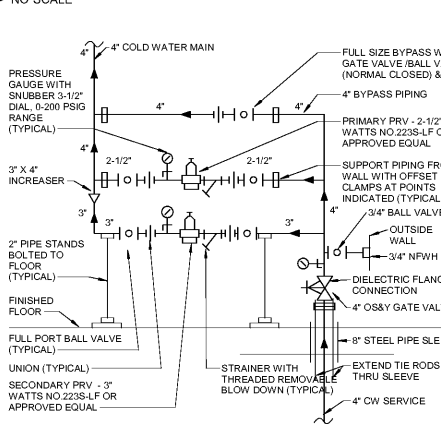 NO SCALE
4" COLD WATER MAIN
4"
FULL SIZE BYPASS W
GATE VALVE /BALL V
(NORMAL CLOSED) &
PRESSURE
GAUGE WITH
SNUBBER 3-1/2"
DIAL, 0-200 PSIG
RANGE
(TYPICAL)
4"
4"
4" BYPASS PIPING
PRIMARY PRV - 2-1/2"
WATTS NO.223S-LF O
APPROVED EQUAL
4"
2-1/2"
2-1/2"
3" X 4"
INCREASER
SUPPORT PIPING FRO
WALL WITH OFFSET
CLAMPS AT POINTS
INDICATED (TYPICAL
4"
3"
3"
3"
3/4" BALL VALVE
OUTSIDE
WALL
3/4" NFWH
2" PIPE STANDS
BOLTED TO
FLOOR
(TYPICAL)
DIELECTRIC FLANG
CONNECTION
FINISHED
FLOOR
4" OS&Y GATE VAL
FULL PORT BALL VALVE
(TYPICAL)
8" STEEL PIPE SLE
UNION (TYPICAL)
STRAINER WITH
THREADED REMOVABLE
BLOW DOWN (TYPICAL)
EXTEND TIE RODS
THRU SLEEVE
SECONDARY PRV - 3"
WATTS NO.223S-LF OR
APPROVED EQUAL
4" CW SERVICE